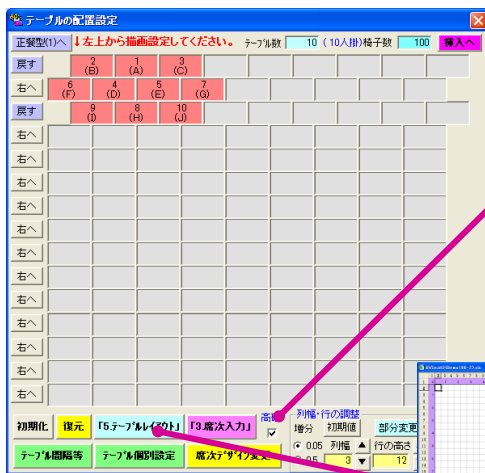 テーブルの配置設定
正餐型(1)へ ↓左上から描画設定してください。 テーブル数 10 (10人掛)椅子数 100 挿入へ
戻す 2 1 3
(B) (A) (C)
右へ 6 4 5 7
(F) (D) (E) (G)
戻す 9 8 10
(I) (H) (J)
右へ
右へ
右へ
右へ
右へ
右へ
右へ
右へ
右へ
右へ
右へ
右へ
列幅・行の調整
初期化 復元 「5.テーブルレイアウト」 「3.席次入力」 増分 初期値 部分変更
0.05 列幅 ▲ 行の高さ
テーブル間隔等 テーブル個別設定 席次デザイン変更 0.5 3 ▼ 12